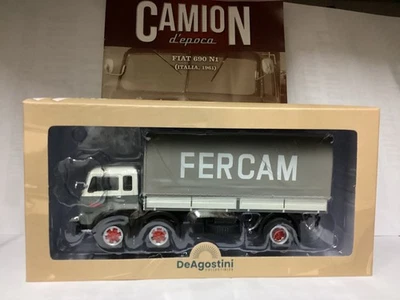 CAMION
d'epoca
FIAT 690 N1
(ITALIA, 1961)
FERCAM
DeAgostini